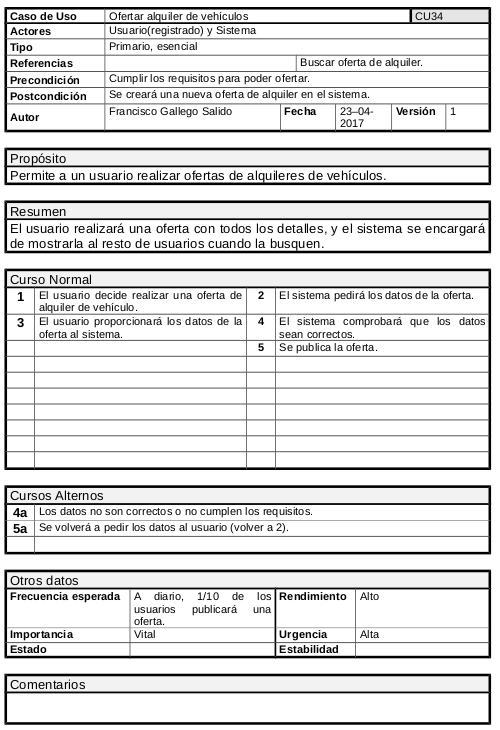 Caso de Uso Ofertar alquiler de vehículos CU34
Actores Usuario(registrado) y Sistema
Tipo Primario, esencial
Referencias Buscar oferta de alquiler.
Precondición Cumplir los requisitos para poder ofertar.
Postcondición Se creará una nueva oferta de alquiler en el sistema.
Autor Francisco Gallego Salido Fecha 23–04-2017 Versión 1
Propósito
Permite a un usuario realizar ofertas de alquileres de vehículos.
Resumen
El usuario realizará una oferta con todos los detalles, y el sistema se encargará
de mostrarla al resto de usuarios cuando la busquen.
Curso Normal
1 El usuario decide realizar una oferta de
alquiler de vehículo.
2 El sistema pedirá los datos de la oferta.
3 El usuario proporcionará los datos de la
oferta al sistema.
4 El sistema comprobará que los datos
sean correctos.
5 Se publica la oferta.
Cursos Alternos
4a Los datos no son correctos o no cumplen los requisitos.
5a Se volverá a pedir los datos al usuario (volver a 2).
Otros datos
Frecuencia esperada A diario, 1/10 de los
usuarios publicará una
oferta.
Rendimiento Alto
Importancia Vital Urgencia Alta
Estado Estabilidad
Comentarios